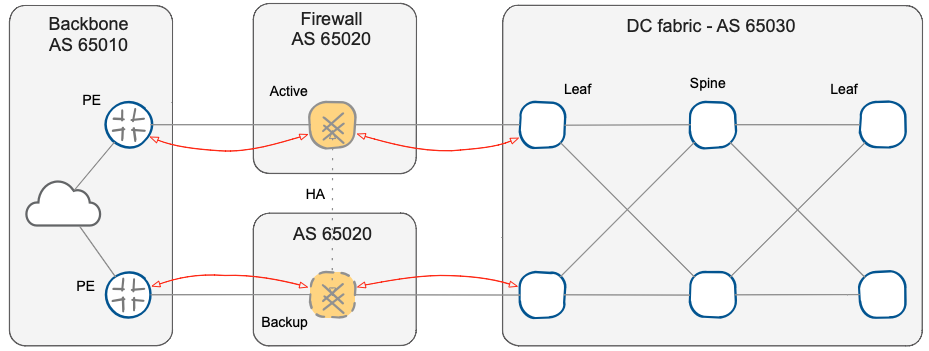 Backbone
AS 65010
Firewall
AS 65020
DC fabric - AS 65030
PE
Active
Leaf
Spine
Leaf
HA
AS 65020
PE
Backup